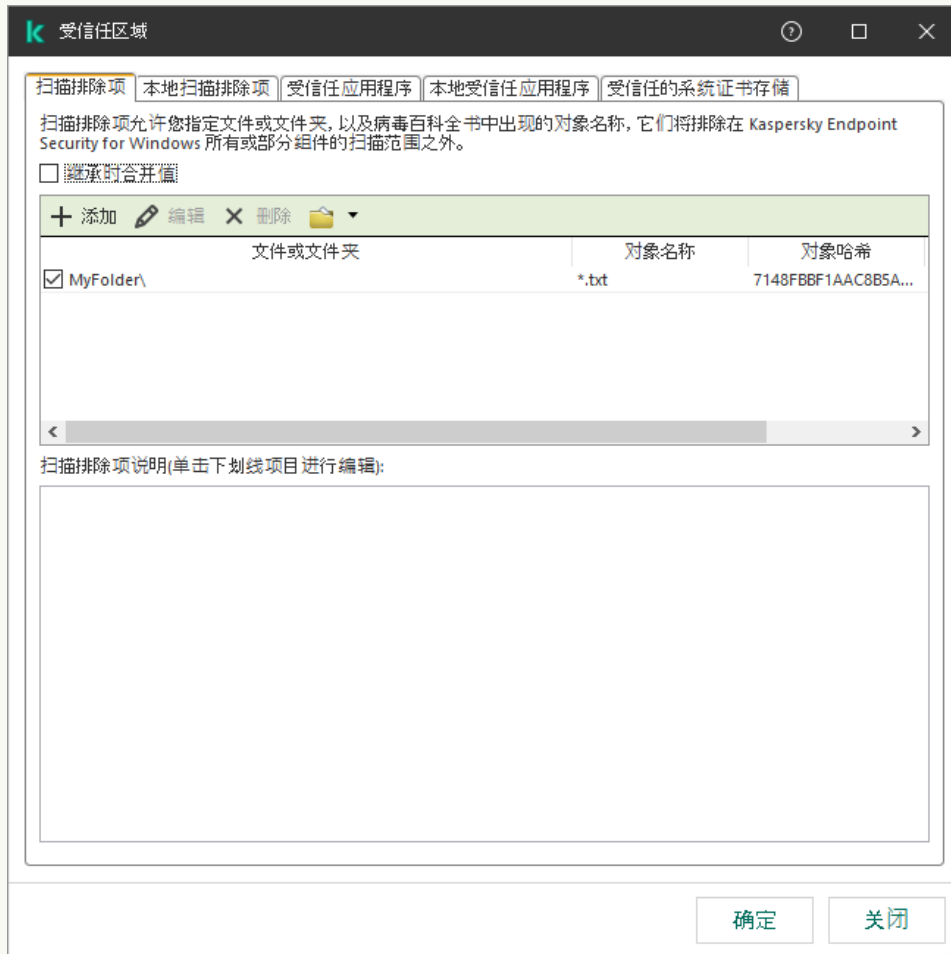 受信任区域
扫描排除项 本地扫描排除项 受信任应用程序 本地受信任应用程序 受信任的系统证书存储
扫描排除项允许您指定文件或文件夹, 以及病毒百科全书中出现的对象名称, 它们将排除在 Kaspersky Endpoint
Security for Windows 所有或部分组件的扫描范围之外。
继承时合并值
添加 编辑 删除
文件或文件夹 对象名称 对象哈希
MyFolder\ *.txt 7148FBBF1AAC8B5A...
扫描排除项说明(单击下划线项目进行编辑):
确定 关闭